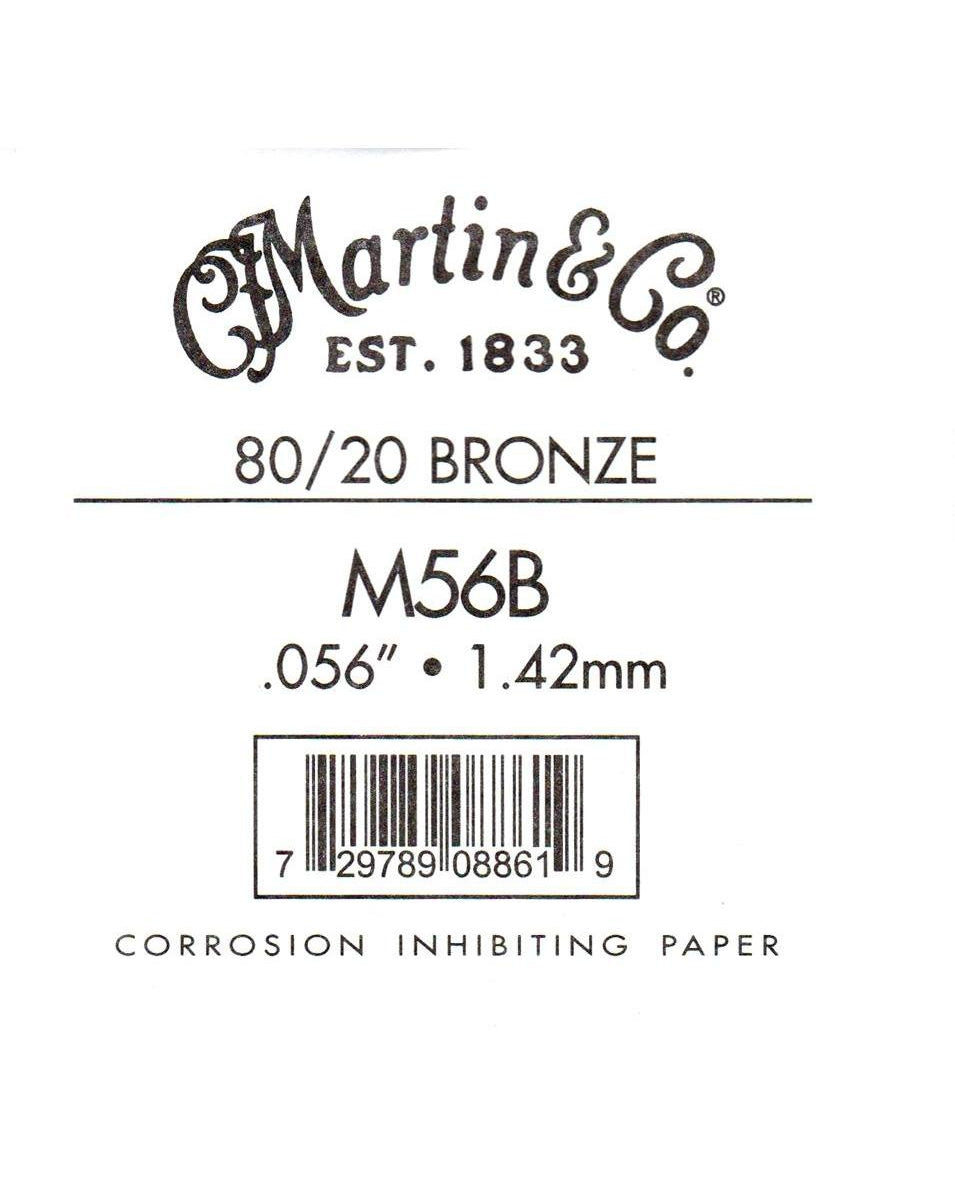 CFMartin & Co®.
EST. 1833
80/20 BRONZE
M56B
.056” • 1.42mm
7 29789 08861 9
CORROSION INHIBITING PAPER